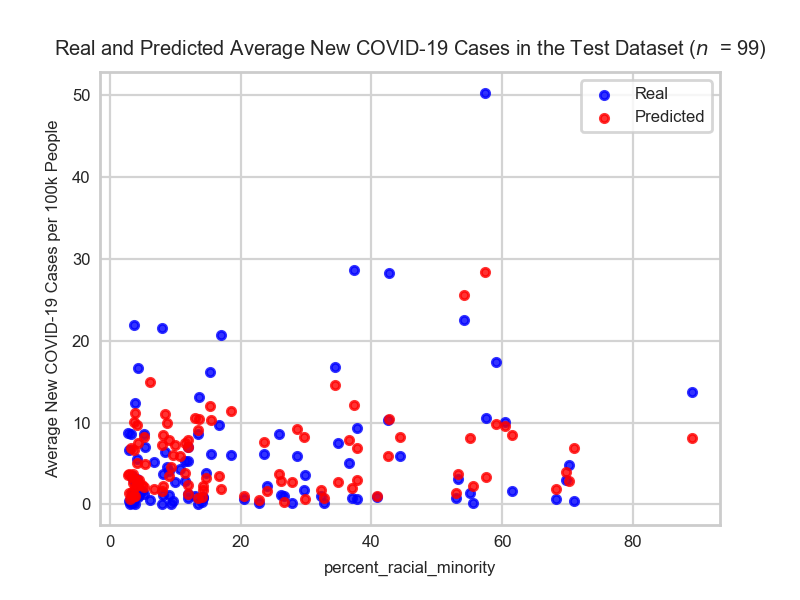 Real and Predicted Average New COVID-19 Cases in the Test Dataset (n = 99)
Real
Predicted
Average New COVID-19 Cases per 100k People
50
40
30
20
10
0
0 20 40 60 80
percent_racial_minority